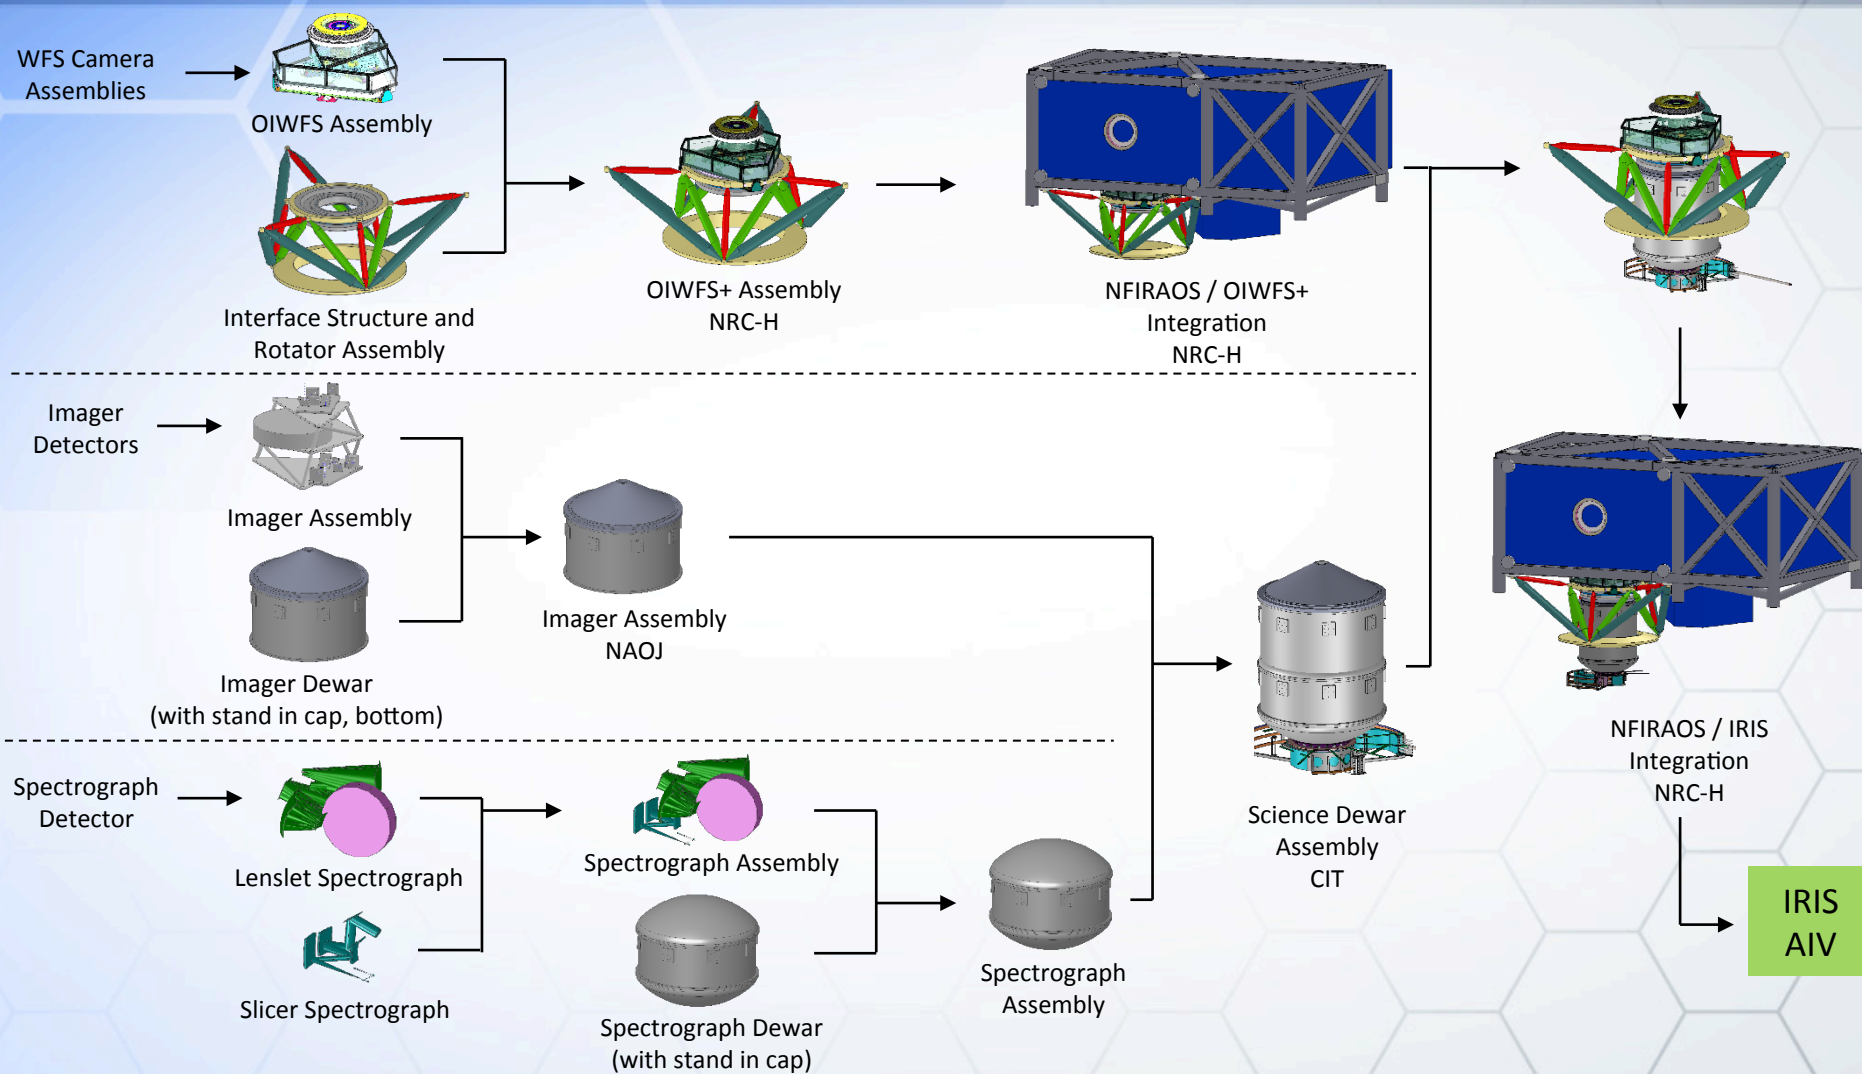 WFS Camera
Assemblies
OIWFS Assembly
Interface Structure and
Rotator Assembly
OIWFS+ Assembly
NRC-H
NFIRAOS / OIWFS+
Integration
NRC-H
Imager
Detectors
Imager Assembly
Imager Dewar
(with stand in cap, bottom)
Imager Assembly
NAOJ
Spectrograph
Detector
Lenslet Spectrograph
Slicer Spectrograph
Spectrograph Assembly
Spectrograph Dewar
(with stand in cap)
Spectrograph
Assembly
Science Dewar
Assembly
CIT
NFIRAOS / IRIS
Integration
NRC-H
IRIS
AIV